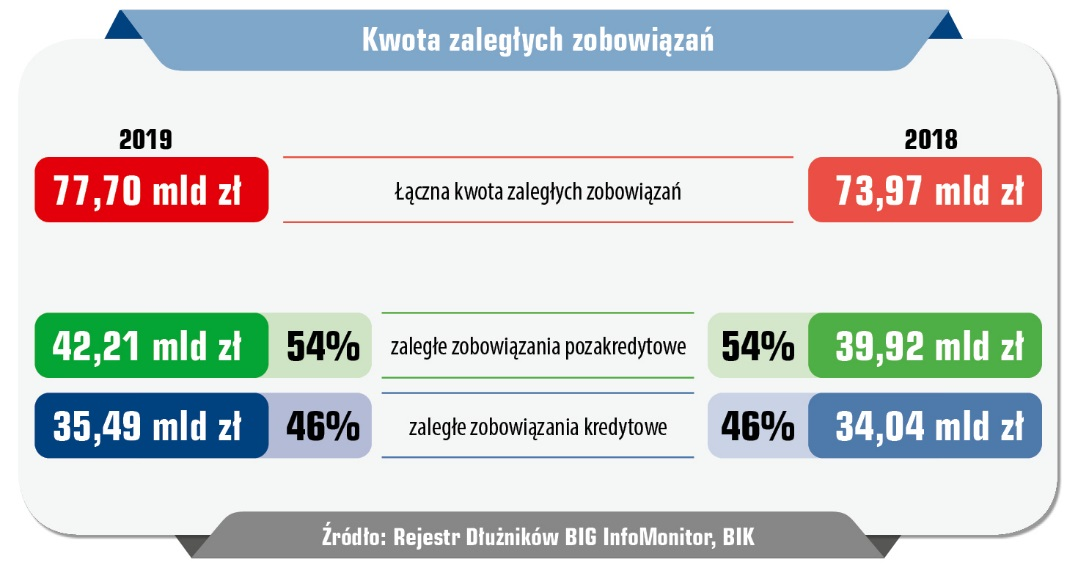 Kwota zaległych zobowiązań
2019
2018
77,70 mld zł
Łączna kwota zaległych zobowiązań
73,97 mld zł
42,21 mld zł 54% zaległe zobowiązania pozakredytowe 54% 39,92 mld zł
35,49 mld zł 46% zaległe zobowiązania kredytowe 46% 34,04 mld zł
Źródło: Rejestr Dłużników BIG InfoMonitor, BIK